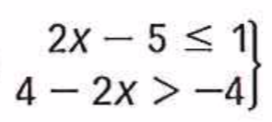 2x − 5 ≤ 1}
4 − 2x > −4}